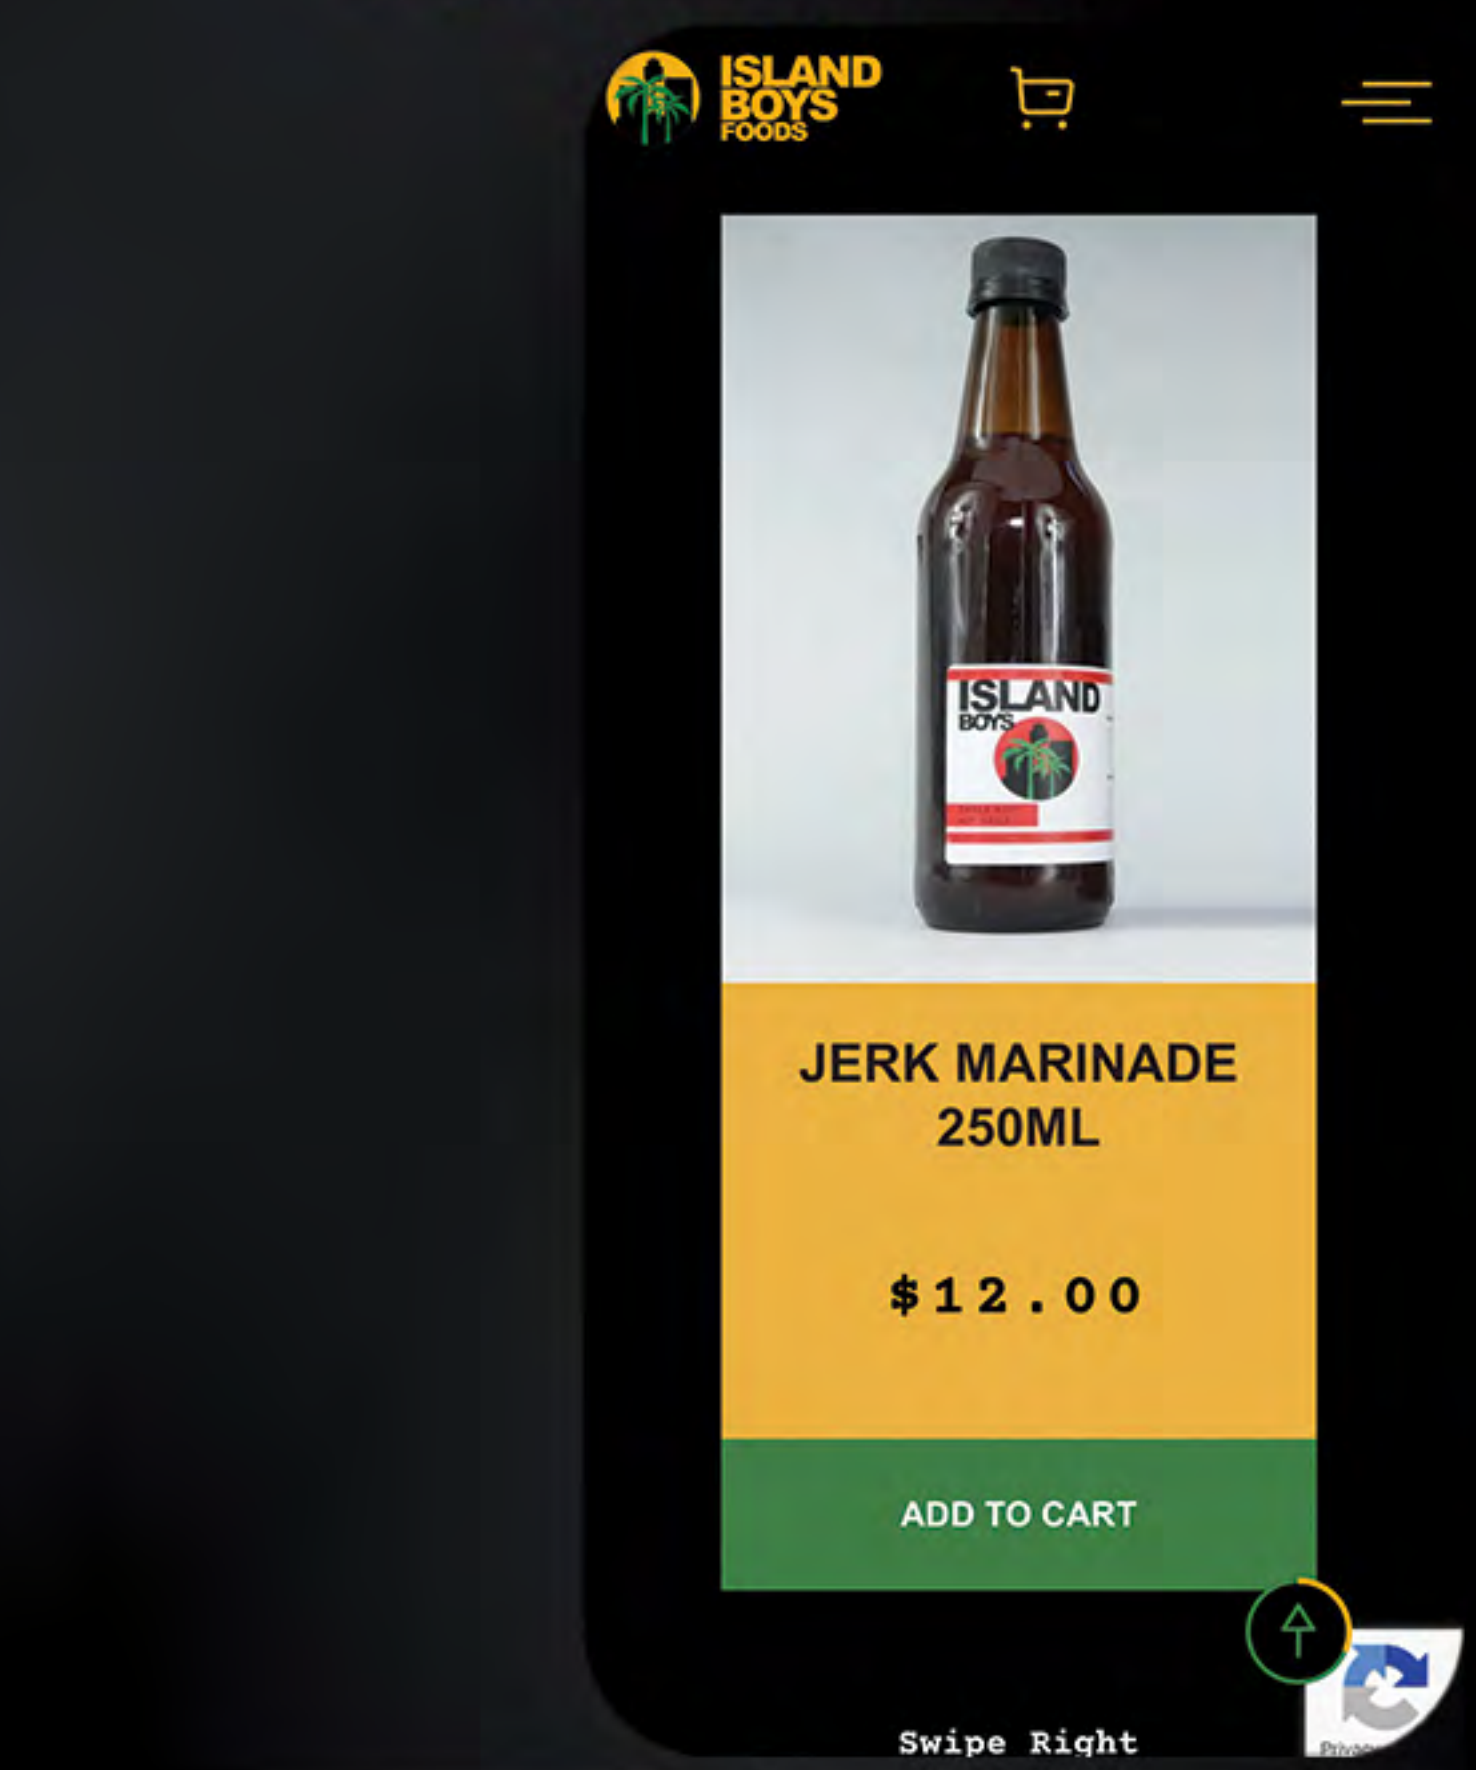 ISLAND
BOYS
FOODS
ISLAND
BOYS
JERK MARINADE
250ML
$12.00
ADD TO CART
Swipe Right